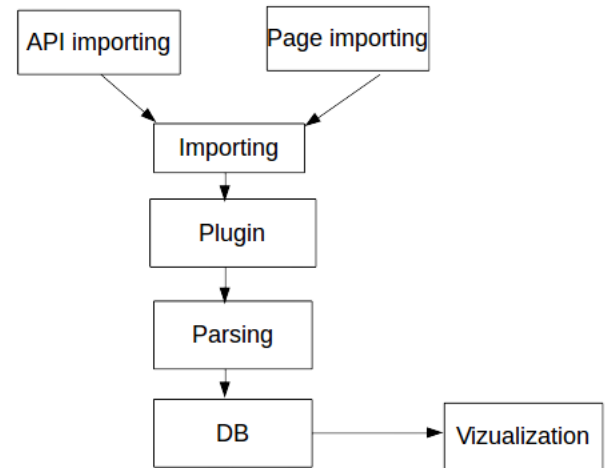 API importing
Page importing
Importing
Plugin
Parsing
DB
Vizualization